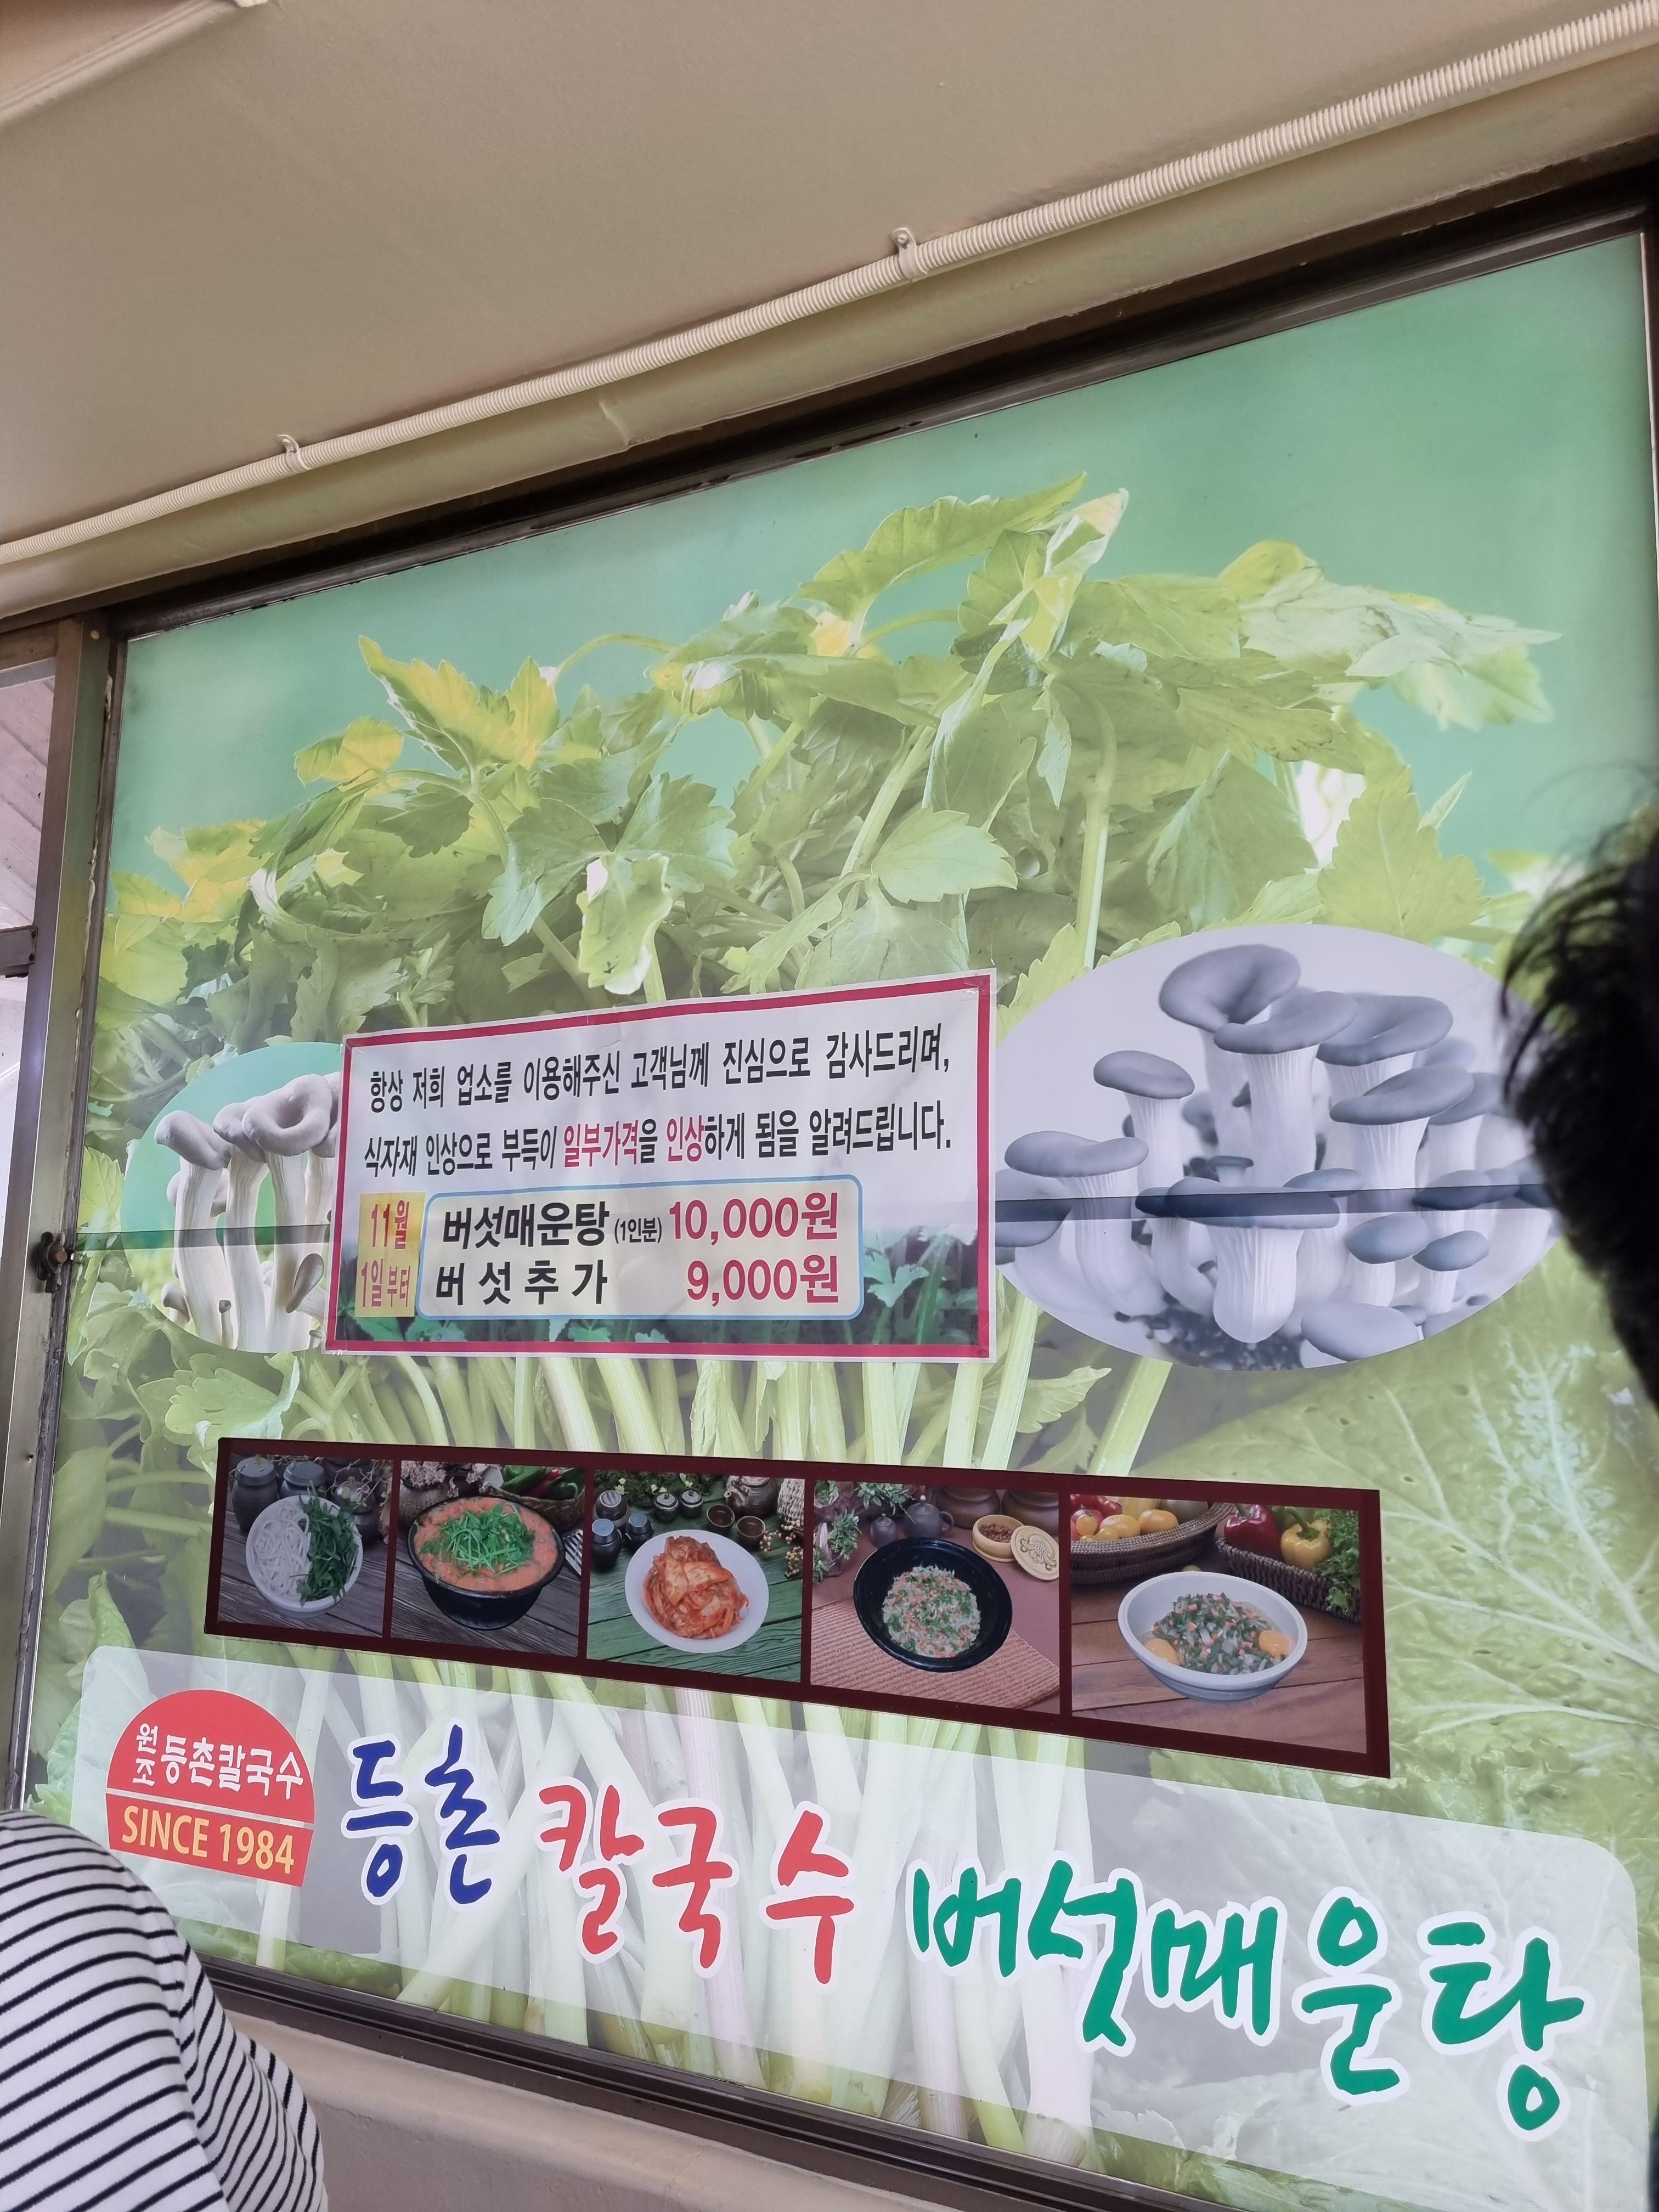 항상 저희 업소를 이용해주신 고객님께 진심으로 감사드리며,
식자재 인상으로 부득이 일부가격을 인상하게 됨을 알려드립니다.
11월
1일부터
버섯매운탕 (1인분) 10,000원
버섯추가 9,000원
원조 등촌칼국수
SINCE 1984
등촌 칼국수 버섯매운탕